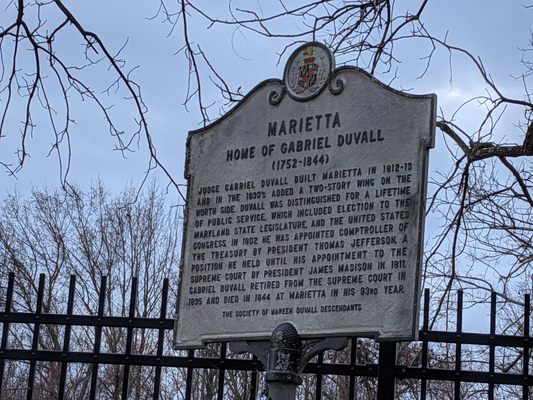 MARIETTA
HOME OF GABRIEL DUVALL
(1752-1844)
JUDGE GABRIEL DUVALL BUILT MARIETTA IN 1812-13
AND IN THE 1830'S ADDED A TWO-STORY WING ON THE
NORTH SIDE. DUVALL WAS DISTINGUISHED FOR A LIFETIME
OF PUBLIC SERVICE, WHICH INCLUDED ELECTION TO THE
MARYLAND STATE LEGISLATURE, AND THE UNITED STATES
CONGRESS. IN 1802 HE WAS APPOINTED COMPTROLLER OF
THE TREASURY BY PRESIDENT THOMAS JEFFERSON, A
POSITION HE HELD UNTIL HIS APPOINTMENT TO THE
SUPREME COURT BY PRESIDENT JAMES MADISON IN 1811.
GABRIEL DUVALL RETIRED FROM THE SUPREME COURT IN
1835 AND DIED IN 1844 AT MARIETTA IN HIS 93RD YEAR.
THE SOCIETY OF MAREEN DUVALL DESCENDANTS